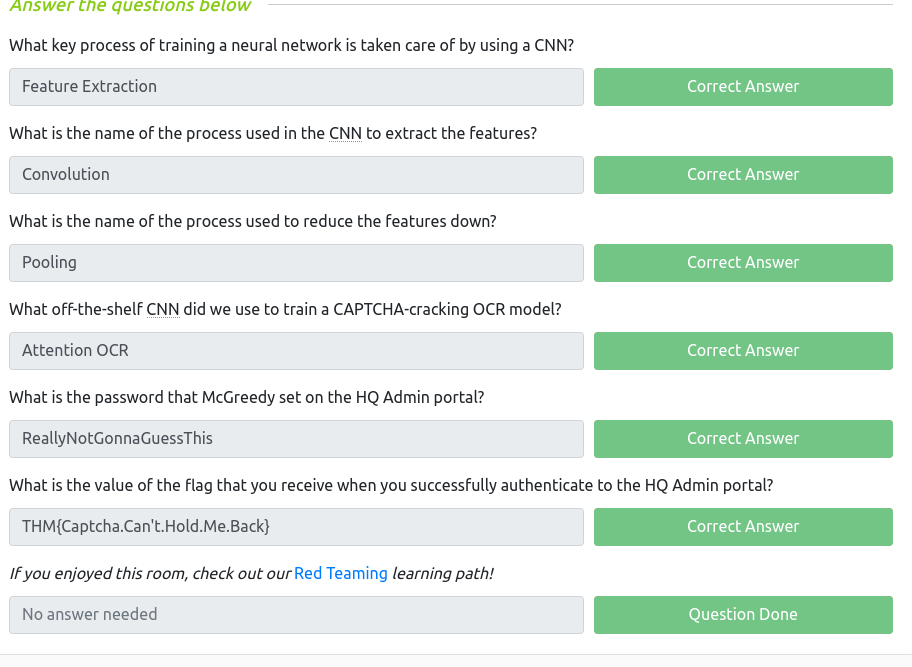 Answer the questions below
What key process of training a neural network is taken care of by using a CNN?
Feature Extraction
Correct Answer
What is the name of the process used in the CNN to extract the features?
Convolution
Correct Answer
What is the name of the process used to reduce the features down?
Pooling
Correct Answer
What off-the-shelf CNN did we use to train a CAPTCHA-cracking OCR model?
Attention OCR
Correct Answer
What is the password that McGreedy set on the HQ Admin portal?
ReallyNotGonnaGuessThis
Correct Answer
What is the value of the flag that you receive when you successfully authenticate to the HQ Admin portal?
THM{Captcha.Can't.Hold.Me.Back}
Correct Answer
If you enjoyed this room, check out our Red Teaming learning path!
No answer needed
Question Done